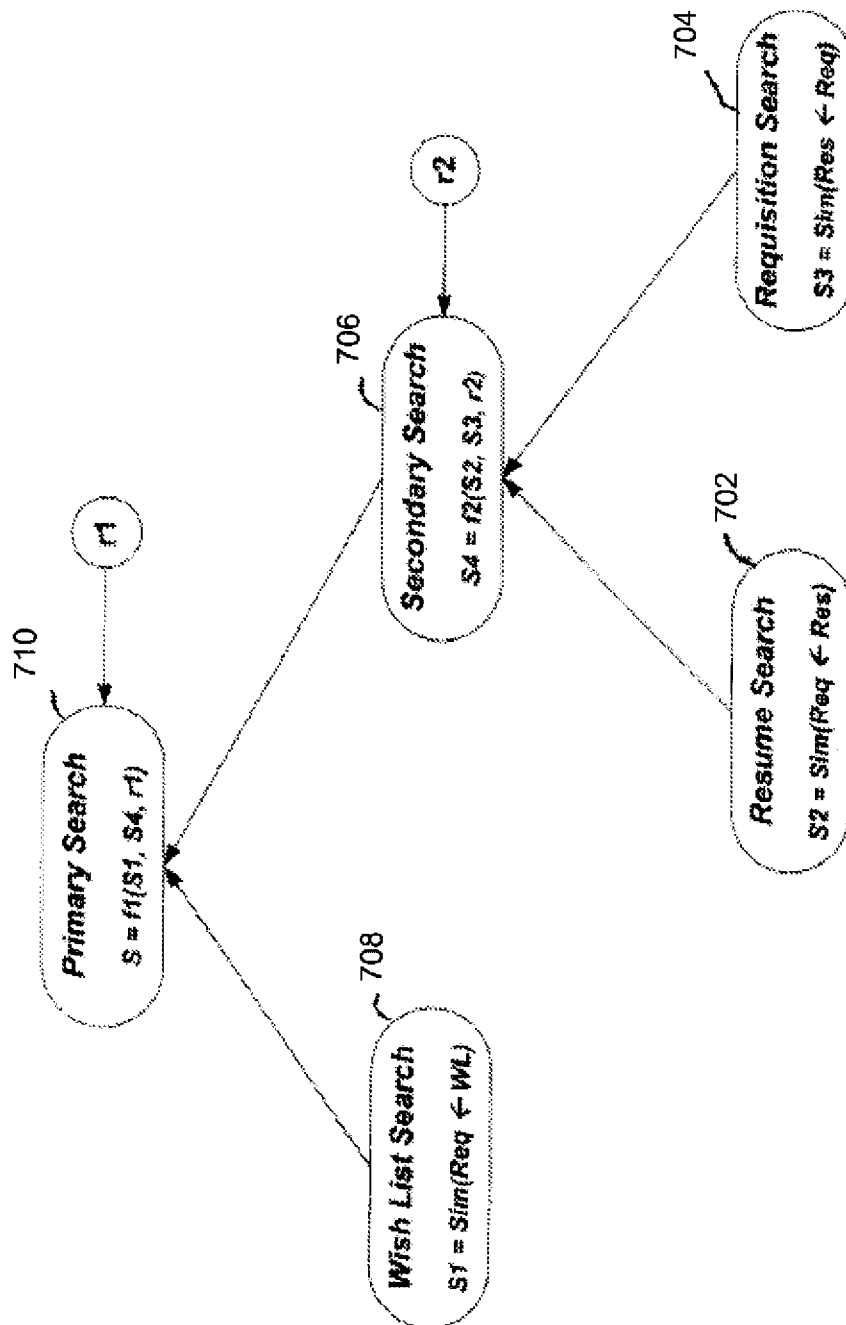 710
Primary Search
S = f1(S1, S4, r1)
r1
708
Wish List Search
S1 = Sim(Req ← WL)
706
Secondary Search
S4 = f2(S2, S3, r2)
r2
702
Resume Search
S2 = Sim(Req ← Res)
704
Requisition Search
S3 = Sim(Res ← Req)